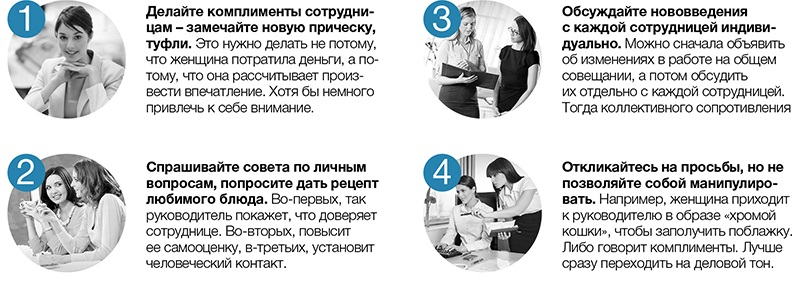 1
Делайте комплименты сотрудни-
цам – замечайте новую прическу,
туфли. Это нужно делать не потому,
что женщина потратила деньги, а по-
тому, что она рассчитывает произ-
вести впечатление. Хотя бы немного
привлечь к себе внимание.
2
Спрашивайте совета по личным
вопросам, попросите дать рецепт
любимого блюда. Во-первых, так
руководитель покажет, что доверяет
сотруднице. Во-вторых, повысит
ее самооценку, в-третьих, установит
человеческий контакт.
3
Обсуждайте нововведения
с каждой сотрудницей индиви-
дуально. Можно сначала объявить
об изменениях в работе на общем
совещании, а потом обсудить
их отдельно с каждой сотрудницей.
Тогда коллективного сопротивления
4
Откликайтесь на просьбы, но не
позволяйте собой манипулиро-
вать. Например, женщина приходит
к руководителю в образе «хромой
кошки», чтобы заполучить поблажку.
Либо говорит комплименты. Лучше
сразу переходить на деловой тон.